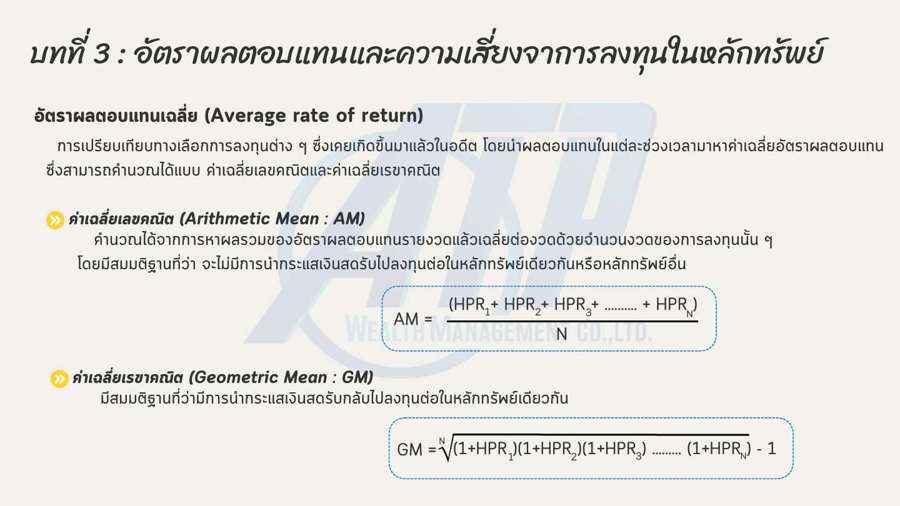 บทที่ 3 : อัตราผลตอบแทนและความเสี่ยงจาการลงทุนในหลักทรัพย์
อัตราผลตอบแทนเฉลี่ย (Average rate of return)
การเปรียบเทียบทางเลือกการลงทุนต่าง ๆ ซึ่งเคยเกิดขึ้นมาแล้วในอดีต โดยนำผลตอบแทนในแต่ละช่วงเวลามาหาค่าเฉลี่ยอัตราผลตอบแทน
ซึ่งสามารถคำนวณได้แบบ ค่าเฉลี่ยเลขคณิตและค่าเฉลี่ยเรขาคณิต
ค่าเฉลี่ยเลขคณิต (Arithmetic Mean : AM)
คำนวณได้จากการหาผลรวมของอัตราผลตอบแทนรายงวดแล้วเฉลี่ยต่องวดด้วยจำนวนงวดของการลงทุนนั้น ๆ
โดยมีสมมติฐานที่ว่า จะไม่มีการนำกระแสเงินสดรับไปลงทุนต่อในหลักทรัพย์เดียวกันหรือหลักทรัพย์อื่น
(HPR1+ HPR2+ HPR3+ .......... + HPRN)
AM =
N
ATP
WEALTH MANAGEMENT CO.,LTD.
ค่าเฉลี่ยเรขาคณิต (Geometric Mean : GM)
มีสมมติฐานที่ว่ามีการนำกระแสเงินสดรับกลับไปลงทุนต่อในหลักทรัพย์เดียวกัน
GM = N√(1+HPR1)(1+HPR2)(1+HPR3) ......... (1+HPRN) - 1